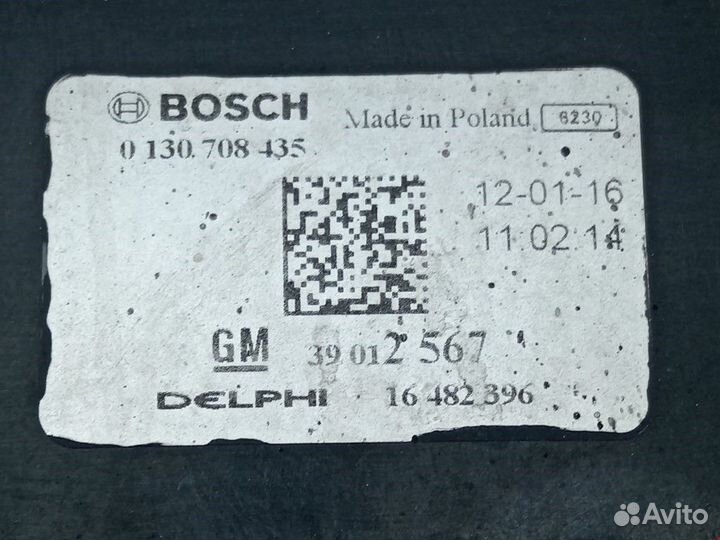 BOSCH Made in Poland 6230
0 130 708 435
12-01-16
11 02 14
GM 39 012 567
DELPHI 16 482 396
Avito